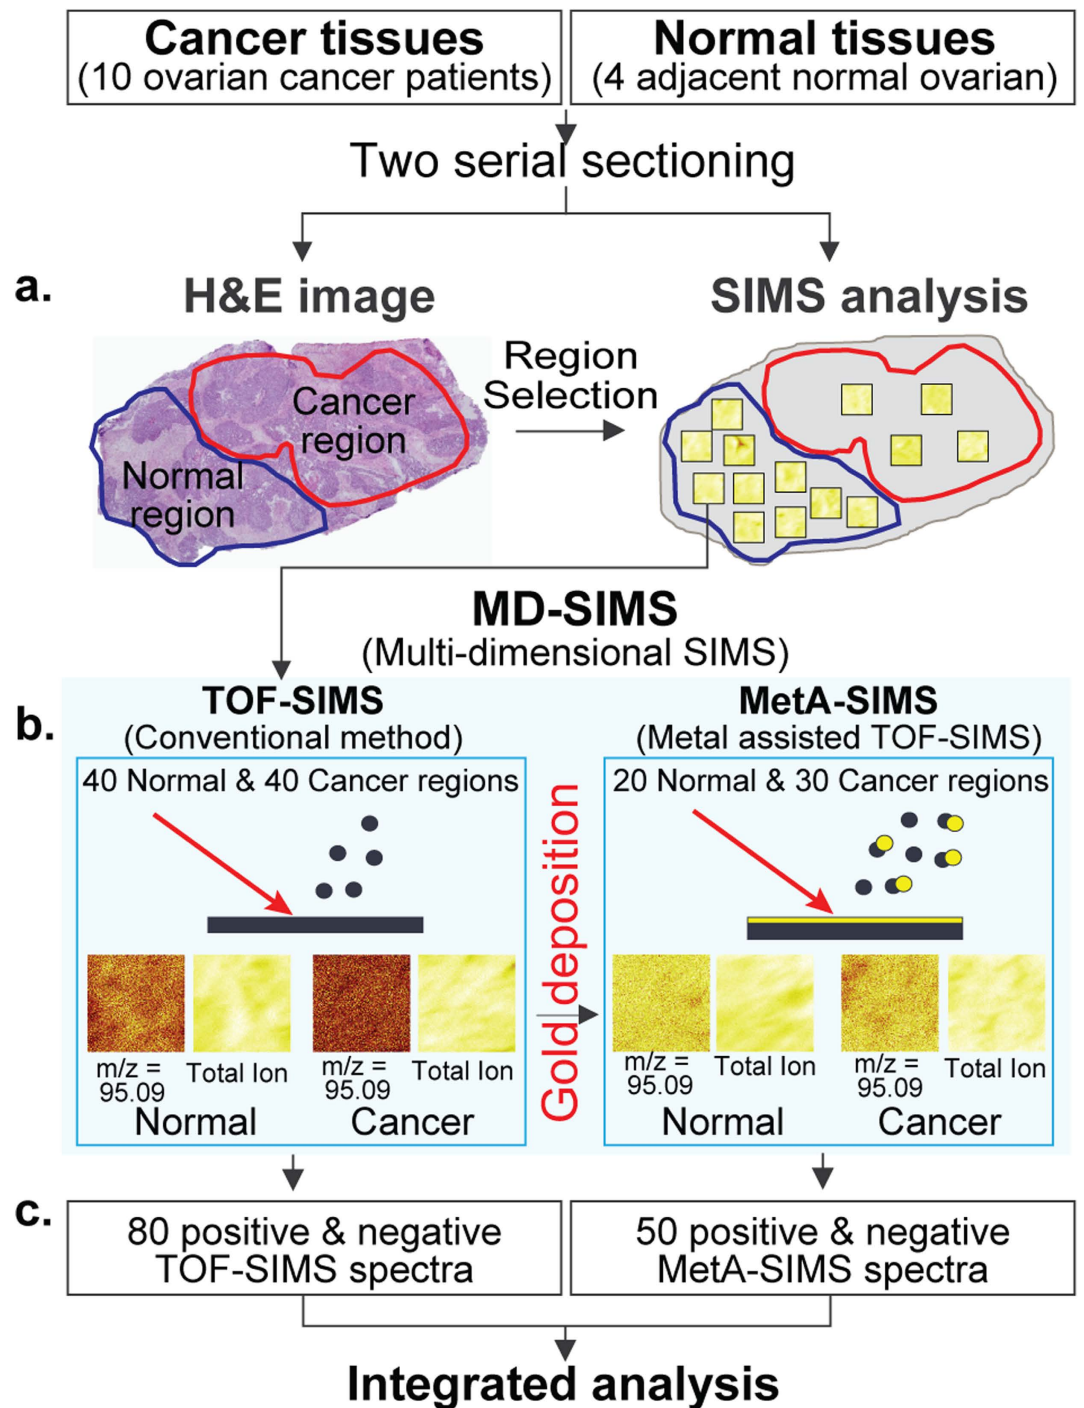 Cancer tissues
(10 ovarian cancer patients)
Normal tissues
(4 adjacent normal ovarian)
Two serial sectioning
a.
H&E image
SIMS analysis
Region
Selection
Cancer
region
Normal
region
MD-SIMS
(Multi-dimensional SIMS)
b.
TOF-SIMS
(Conventional method)
40 Normal & 40 Cancer regions
m/z =
95.09
Total Ion
m/z =
95.09
Total Ion
Normal
Cancer
Gold deposition
MetA-SIMS
(Metal assisted TOF-SIMS)
20 Normal & 30 Cancer regions
m/z =
95.09
Total Ion
m/z =
95.09
Total Ion
Normal
Cancer
c.
80 positive & negative
TOF-SIMS spectra
50 positive & negative
MetA-SIMS spectra
Integrated analysis